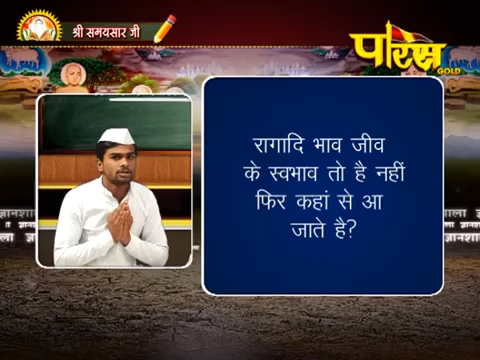 श्री समयसार जी
पारस
GOLD
रागादि भाव जीव
के स्वभाव तो है नहीं
फिर कहां से आ
जाते है?